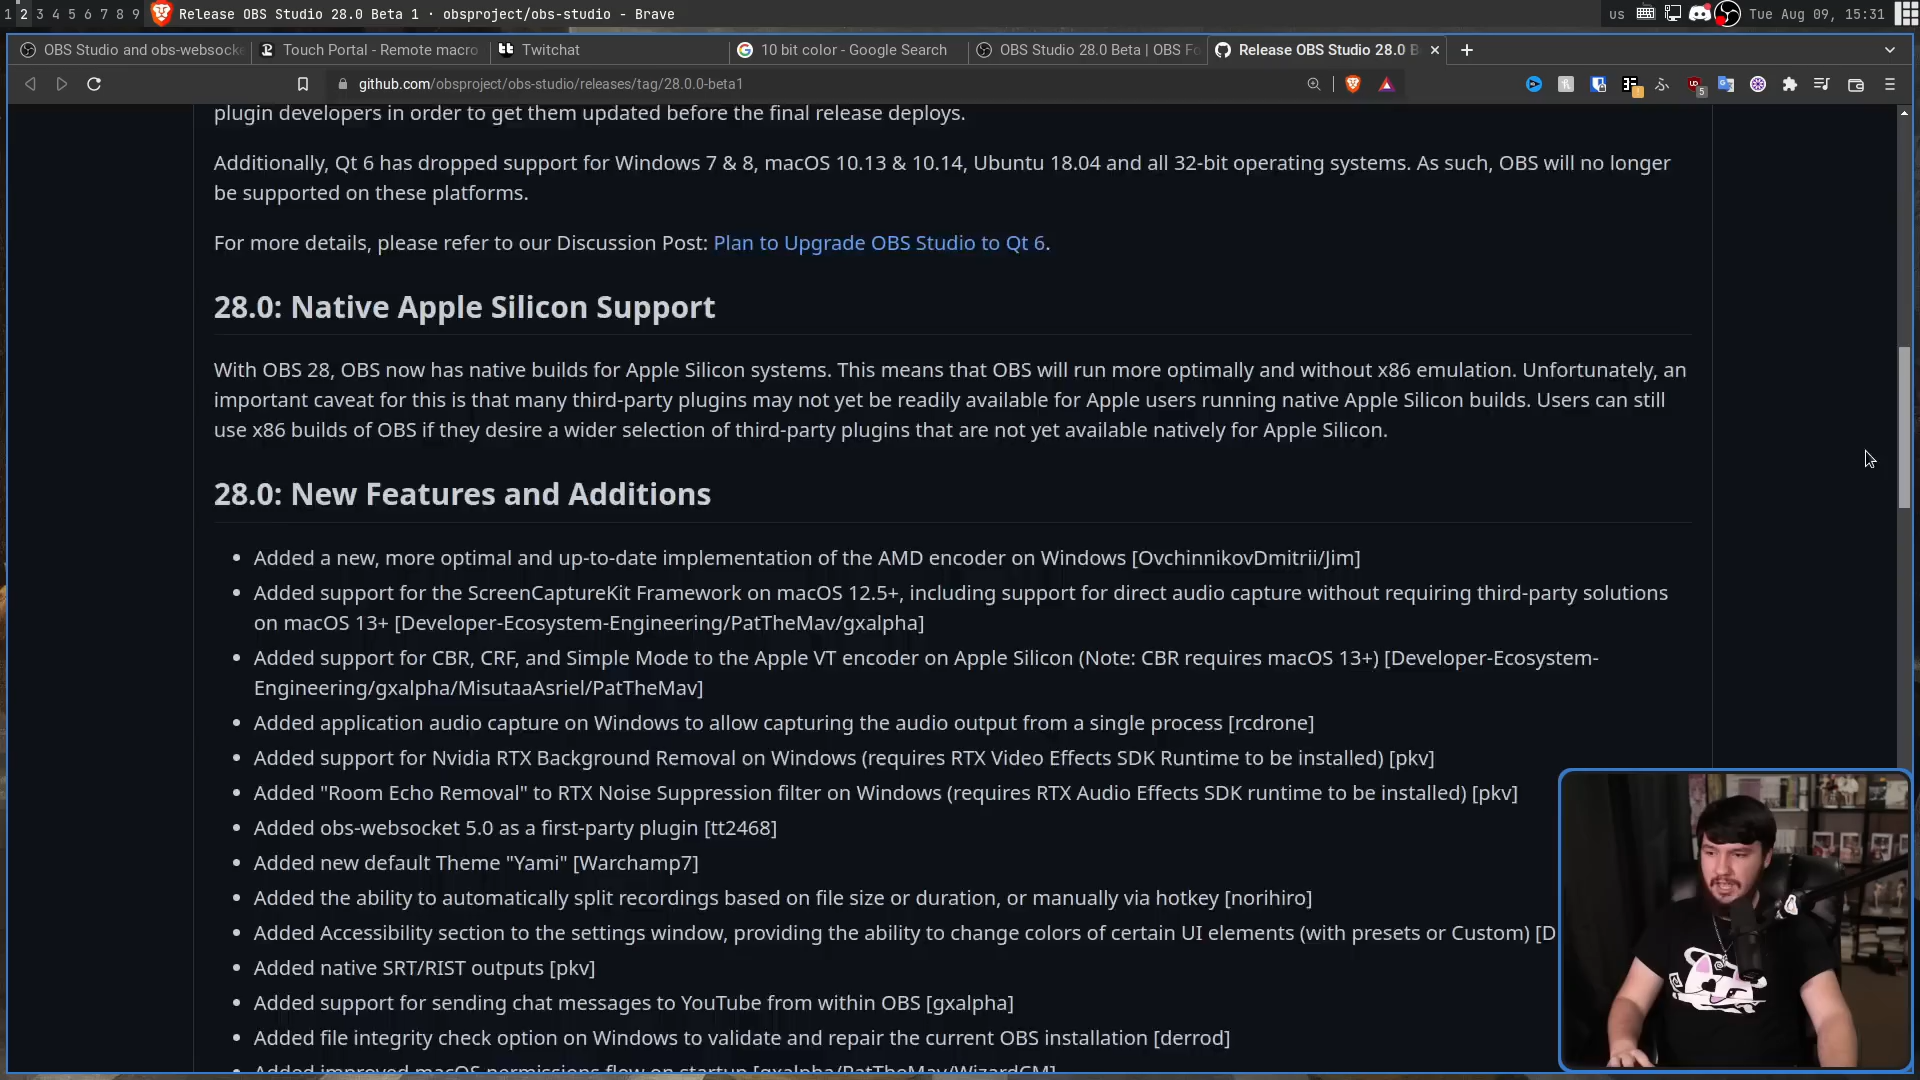 1 2 3 4 5 6 7 8 9 Release OBS Studio 28.0 Beta 1 · obsproject/obs-studio - Brave us Tue Aug 09, 15:31
OBS Studio and obs-websocke Touch Portal - Remote macro Twitchat 10 bit color - Google Search OBS Studio 28.0 Beta | OBS Fo Release OBS Studio 28.0 B
github.com/obsproject/obs-studio/releases/tag/28.0.0-beta1
plugin developers in order to get them updated before the final release deploys.
Additionally, Qt 6 has dropped support for Windows 7 & 8, macOS 10.13 & 10.14, Ubuntu 18.04 and all 32-bit operating systems. As such, OBS will no longer
be supported on these platforms.
For more details, please refer to our Discussion Post: Plan to Upgrade OBS Studio to Qt 6.
28.0: Native Apple Silicon Support
With OBS 28, OBS now has native builds for Apple Silicon systems. This means that OBS will run more optimally and without x86 emulation. Unfortunately, an
important caveat for this is that many third-party plugins may not yet be readily available for Apple users running native Apple Silicon builds. Users can still
use x86 builds of OBS if they desire a wider selection of third-party plugins that are not yet available natively for Apple Silicon.
28.0: New Features and Additions
• Added a new, more optimal and up-to-date implementation of the AMD encoder on Windows [OvchinnikovDmitrii/Jim]
• Added support for the ScreenCaptureKit Framework on macOS 12.5+, including support for direct audio capture without requiring third-party solutions
on macOS 13+ [Developer-Ecosystem-Engineering/PatTheMav/gxalpha]
• Added support for CBR, CRF, and Simple Mode to the Apple VT encoder on Apple Silicon (Note: CBR requires macOS 13+) [Developer-Ecosystem-
Engineering/gxalpha/MisutaaAsriel/PatTheMav]
• Added application audio capture on Windows to allow capturing the audio output from a single process [rcdrone]
• Added support for Nvidia RTX Background Removal on Windows (requires RTX Video Effects SDK Runtime to be installed) [pkv]
• Added "Room Echo Removal" to RTX Noise Suppression filter on Windows (requires RTX Audio Effects SDK runtime to be installed) [pkv]
• Added obs-websocket 5.0 as a first-party plugin [tt2468]
• Added new default Theme "Yami" [Warchamp7]
• Added the ability to automatically split recordings based on file size or duration, or manually via hotkey [norihiro]
• Added Accessibility section to the settings window, providing the ability to change colors of certain UI elements (with presets or Custom) [D
• Added native SRT/RIST outputs [pkv]
• Added support for sending chat messages to YouTube from within OBS [gxalpha]
• Added file integrity check option on Windows to validate and repair the current OBS installation [derrod]
• Added improved macOS permissions flow on startup [gxalpha/PatTheMav/WizardCM]